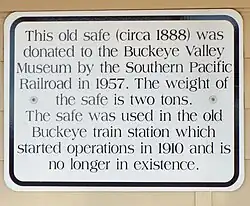 This old safe (circa 1888) was
donated to the Buckeye Valley
Museum by the Southern Pacific
Railroad in 1957. The weight of
the safe is two tons.
The safe was used in the old
Buckeye train station which
started operations in 1910 and is
no longer in existence.